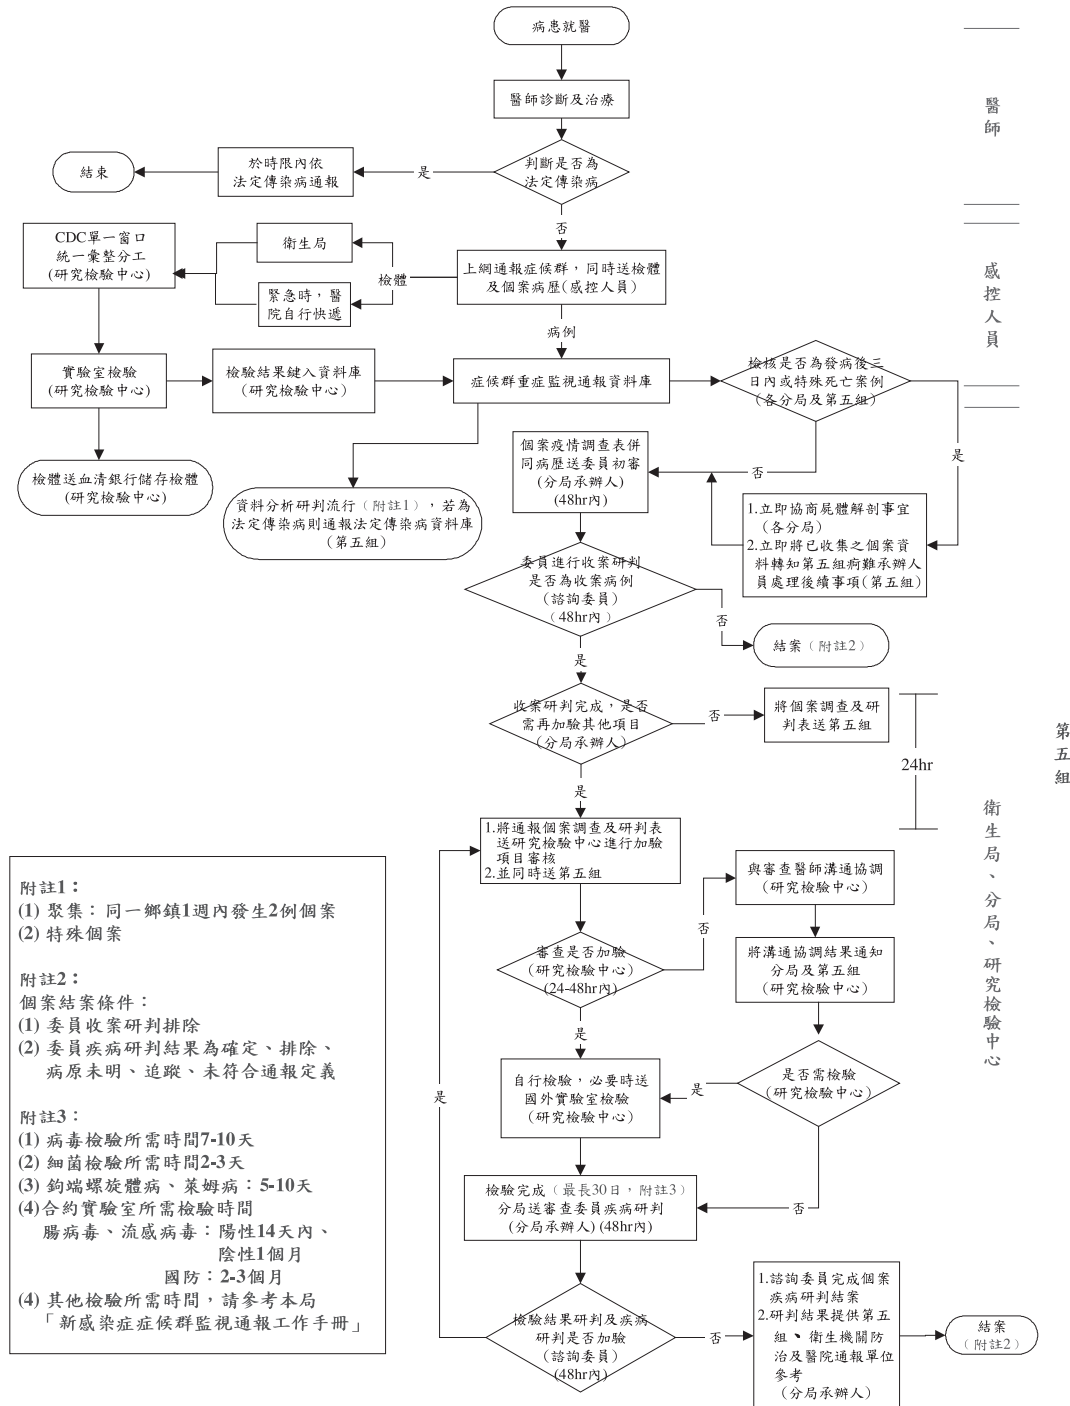 病患就醫
醫師診斷及治療
判斷是否為
法定傳染病
是
於時限內依
法定傳染病通報
結束
否
上網通報症候群，同時送檢體
及個案病歷(感控人員)
檢體
衛生局
緊急時，醫
院自行快遞
CDC單一窗口
統一彙整分工
(研究檢驗中心)
病例
實驗室檢驗
(研究檢驗中心)
檢驗結果鍵入資料庫
(研究檢驗中心)
症候群重症監視通報資料庫
檢核是否為發病後三
日內或特殊死亡案例
(各分局及第五組)
檢體送血清銀行儲存檢體
(研究檢驗中心)
資料分析研判流行（附註1），若為
法定傳染病則通報法定傳染病資料庫
(第五組)
個案疫情調查表併
同病歷送委員初審
(分局承辦人)
(48hr內)
否
是
1.立即協商屍體解剖事宜
(各分局)
2.立即將已收集之個案資
料轉知第五組疴難承辦人
員處理後續事項(第五組)
委員進行收案研判
是否為收案病例
(諮詢委員)
（48hr內）
否
結案（附註2）
是
收案研判完成，是否
需再加驗其他項目
(分局承辦人)
否
將個案調查及研
判表送第五組
24hr
是
1.將通報個案調查及研判表
送研究檢驗中心進行加驗
項目審核
2.並同時送第五組
審查是否加驗
(研究檢驗中心)
(24-48hr內)
否
與審查醫師溝通協調
(研究檢驗中心)
將溝通協調結果通知
分局及第五組
(研究檢驗中心)
是否需檢驗
(研究檢驗中心)
是
是
自行檢驗，必要時送
國外實驗室檢驗
(研究檢驗中心)
否
檢驗完成（最長30日，附註3）
分局送審查委員疾病研判
(分局承辦人)(48hr內)
檢驗結果研判及疾病
研判是否加驗
(諮詢委員)
(48hr內)
是
否
1.諮詢委員完成個案
疾病研判結案
2.研判結果提供第五
組、衛生機關防
治及醫院通報單位
參考
(分局承辦人)
結案
（附註2）
醫師
感控人員
衛生局、分局、研究檢驗中心
第五組
附註1：
(1) 聚集：同一鄉鎮1週內發生2例個案
(2) 特殊個案
附註2：
個案結案條件：
(1) 委員收案研判排除
(2) 委員疾病研判結果為確定、排除、
病原未明、追蹤、未符合通報定義
附註3：
(1) 病毒檢驗所需時間7-10天
(2) 細菌檢驗所需時間2-3天
(3) 鉤端螺旋體病、萊姆病：5-10天
(4)合約實驗室所需檢驗時間
腸病毒、流感病毒：陽性14天內、
陰性1個月
國防：2-3個月
(4) 其他檢驗所需時間，請參考本局
「新感染症症候群監視通報工作手冊」